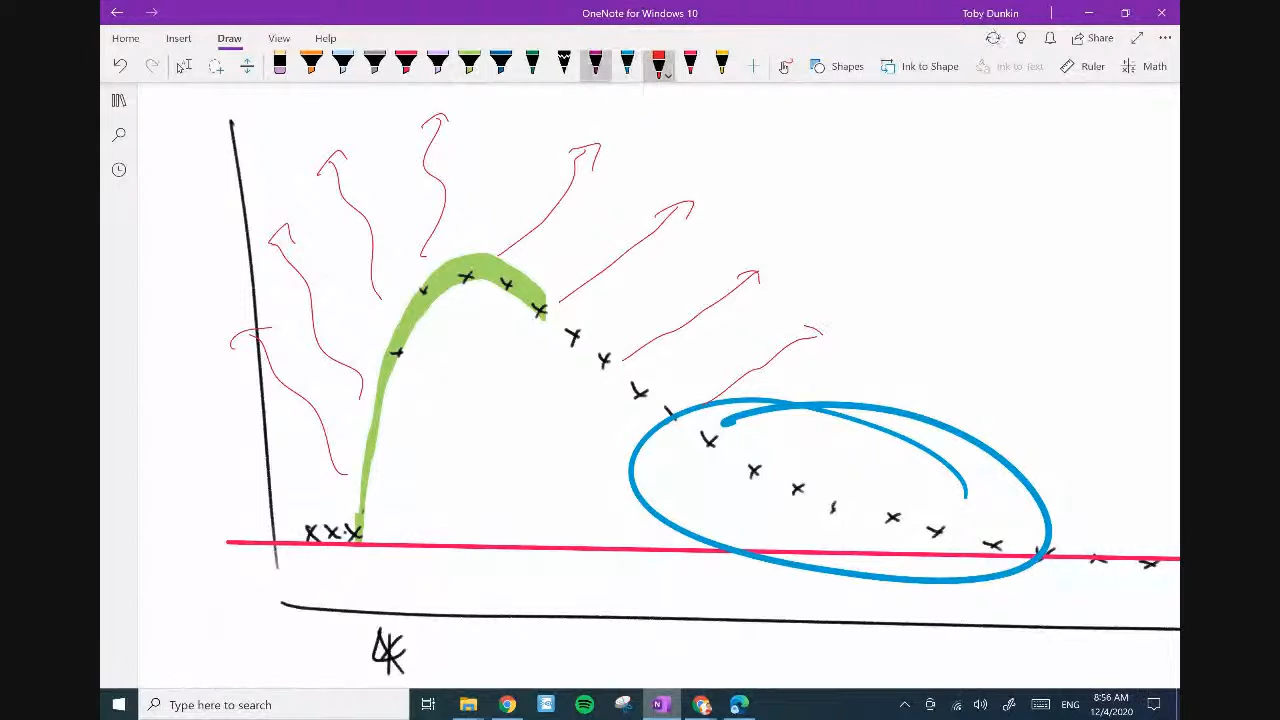 OneNote for Windows 10
Toby Dunkin
Home Insert Draw View Help
Share
Shapes
Ink to Shape
Ink to Text
Ruler
Math
x x x
Type here to search
ENG
8:56 AM
12/4/2020